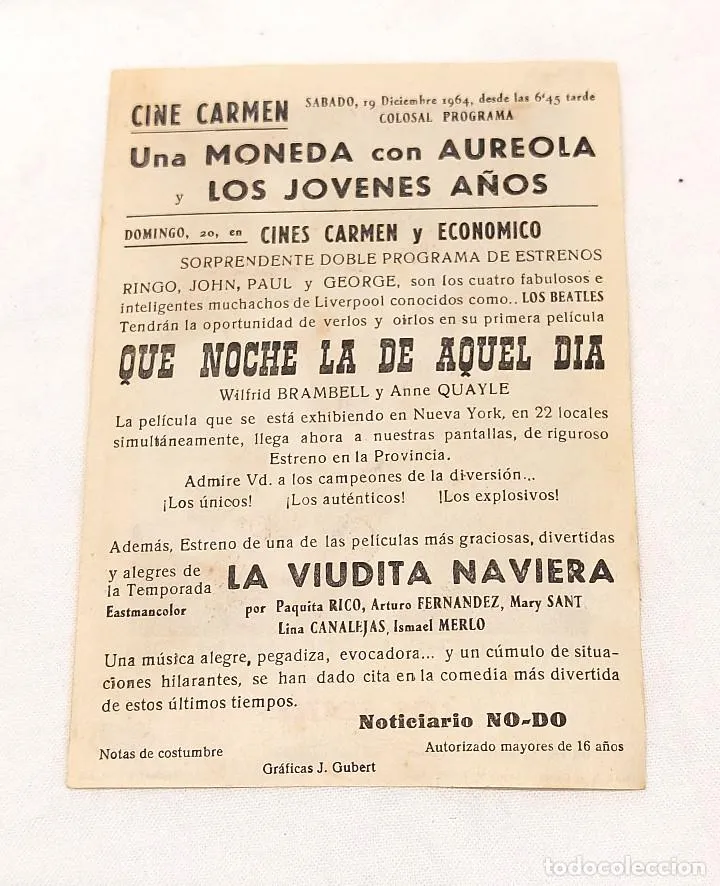 CINE CARMEN
SABADO, 19 Diciembre 1964, desde las 6'45 tarde
COLOSAL PROGRAMA
Una MONEDA con AUREOLA
y LOS JOVENES AÑOS
DOMINGO, 20, en CINES CARMEN y ECONOMICO
SORPRENDENTE DOBLE PROGRAMA DE ESTRENOS
RINGO, JOHN, PAUL y GEORGE, son los cuatro fabulosos e
inteligentes muchachos de Liverpool conocidos como.. LOS BEATLES
Tendrán la oportunidad de verlos y oirlos en su primera película
QUE NOCHE LA DE AQUEL DIA
Wilfrid BRAMBELL y Anne QUAYLE
La película que se está exhibiendo en Nueva York, en 22 locales
simultáneamente, llega ahora a nuestras pantallas, de riguroso
Estreno en la Provincia.
Admire Vd. a los campeones de la diversión...
¡Los únicos! ¡Los auténticos! !Los explosivos!
Además, Estreno de una de las películas más graciosas, divertidas
y alegres de
la Temporada
LA VIUDITA NAVIERA
Eastmancolor
por Paquita RICO, Arturo FERNANDEZ, Mary SANT
Lina CANALEJAS, Ismael MERLO
Una música alegre, pegadiza, evocadora... y un cúmulo de situa-
ciones hilarantes, se han dado cita en la comedia más divertida
de estos últimos tiempos.
Noticiario NO-DO
Notas de costumbre
Autorizado mayores de 16 años
Gráficas J. Gubert
todocoleccion